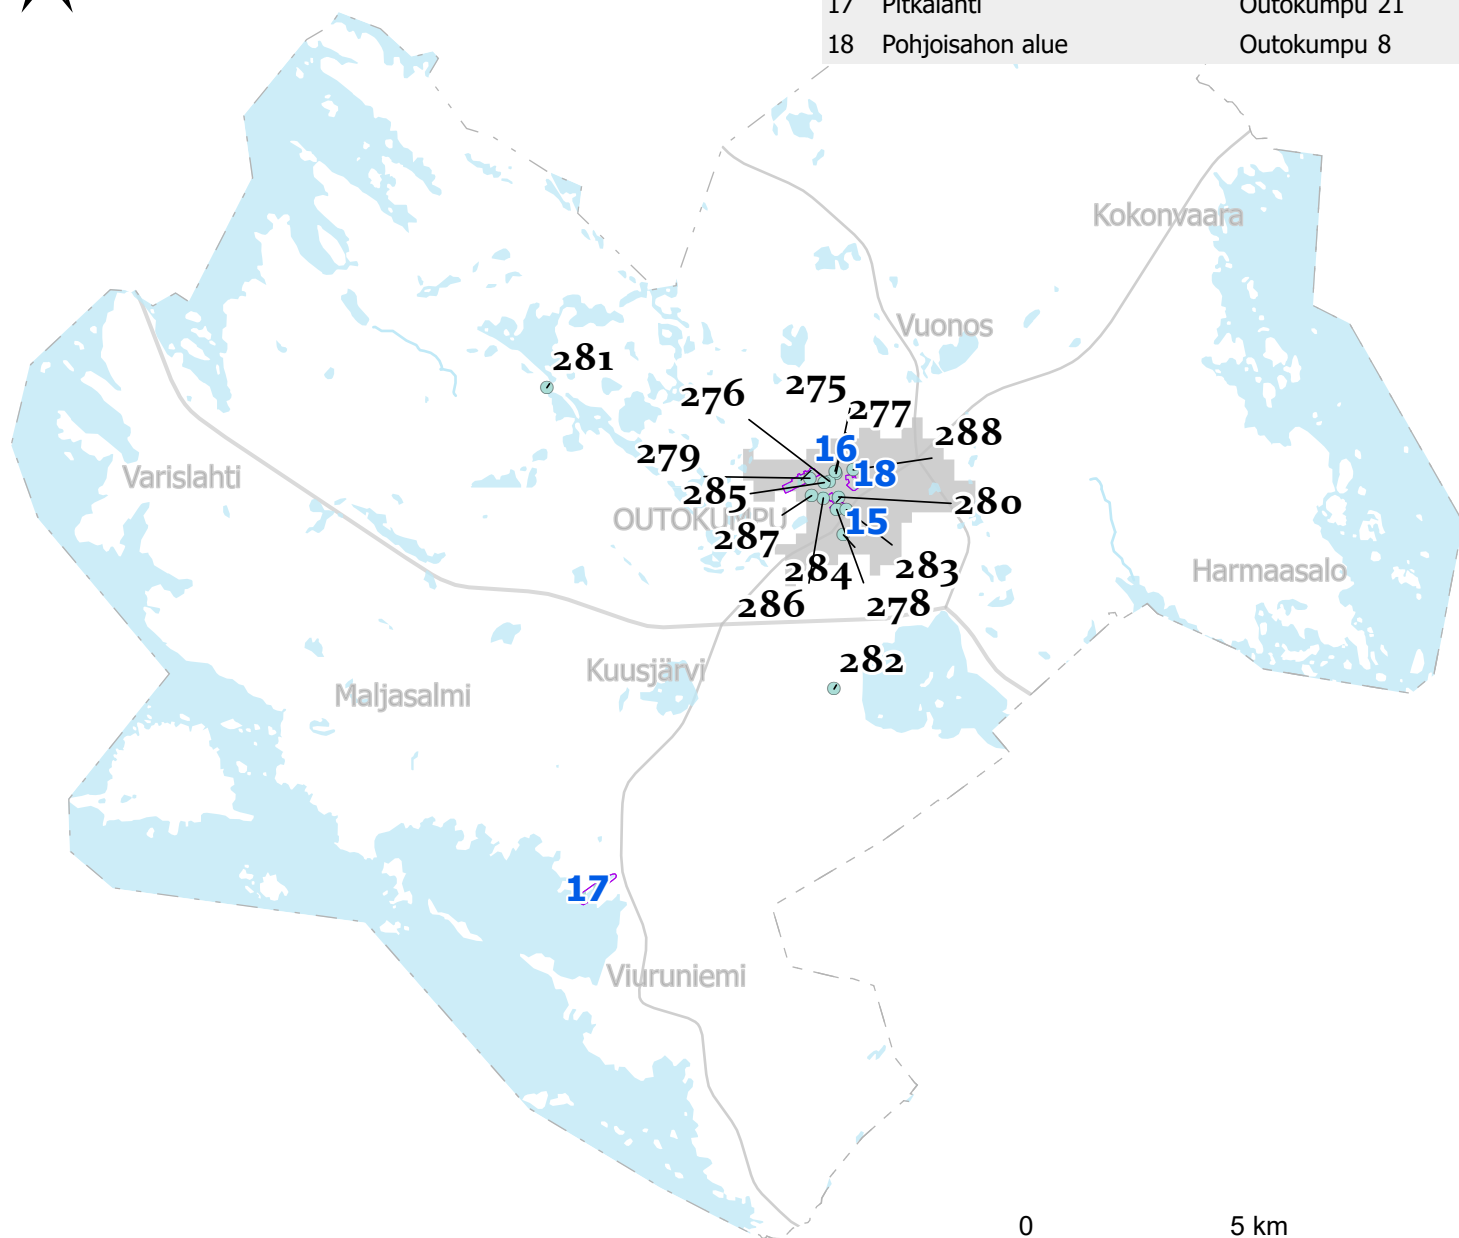 17 Pitkälahti Outokumpu 21
18 Pohjoisahon alue Outokumpu 8
Kokonvaara
Vuonos
281
276
275
277
16
288
279
18
Varislahti
285
280
OUTOKUMPU
15
287
284
283
Harmaasalo
286
278
282
Kuusjärvi
Maljasalmi
17
Viuruniemi
0 5 km